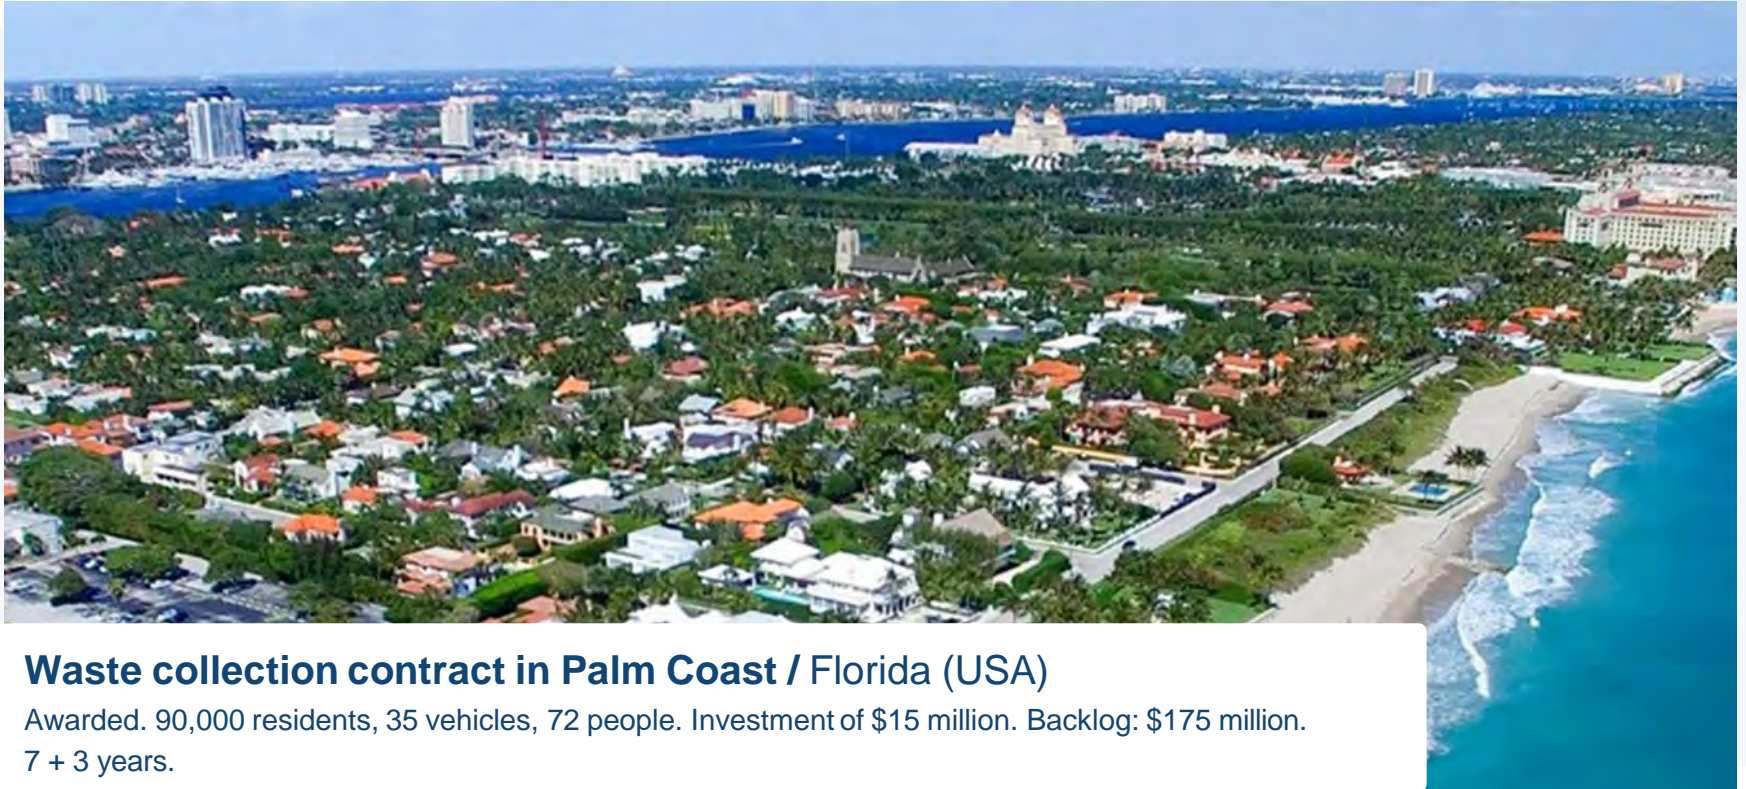 Waste collection contract in Palm Coast / Florida (USA)
Awarded. 90,000 residents, 35 vehicles, 72 people. Investment of $15 million. Backlog: $175 million.
7 + 3 years.